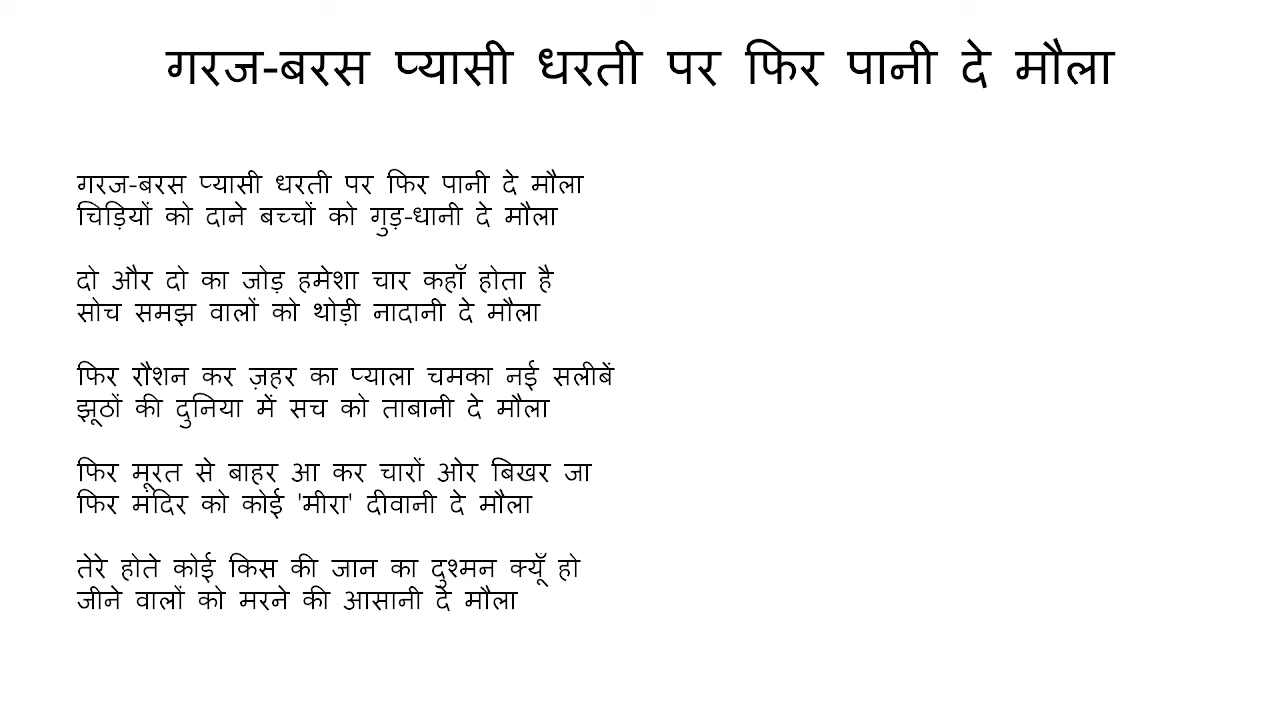 गरज-बरस प्यासी धरती पर फिर पानी दे मौला
गरज-बरस प्यासी धरती पर फिर पानी दे मौला
चिड़ियों को दाने बच्चों को गुड़-धानी दे मौला
दो और दो का जोड़ हमेशा चार कहाँ होता है
सोच समझ वालों को थोड़ी नादानी दे मौला
फिर रौशन कर ज़हर का प्याला चमका नई सलीबें
झूठों की दुनिया में सच को ताबानी दे मौला
फिर मूरत से बाहर आ कर चारों ओर बिखर जा
फिर मंदिर को कोई 'मीरा' दीवानी दे मौला
तेरे होते कोई किस की जान का दुश्मन क्यूँ हो
जीने वालों को मरने की आसानी दे मौला